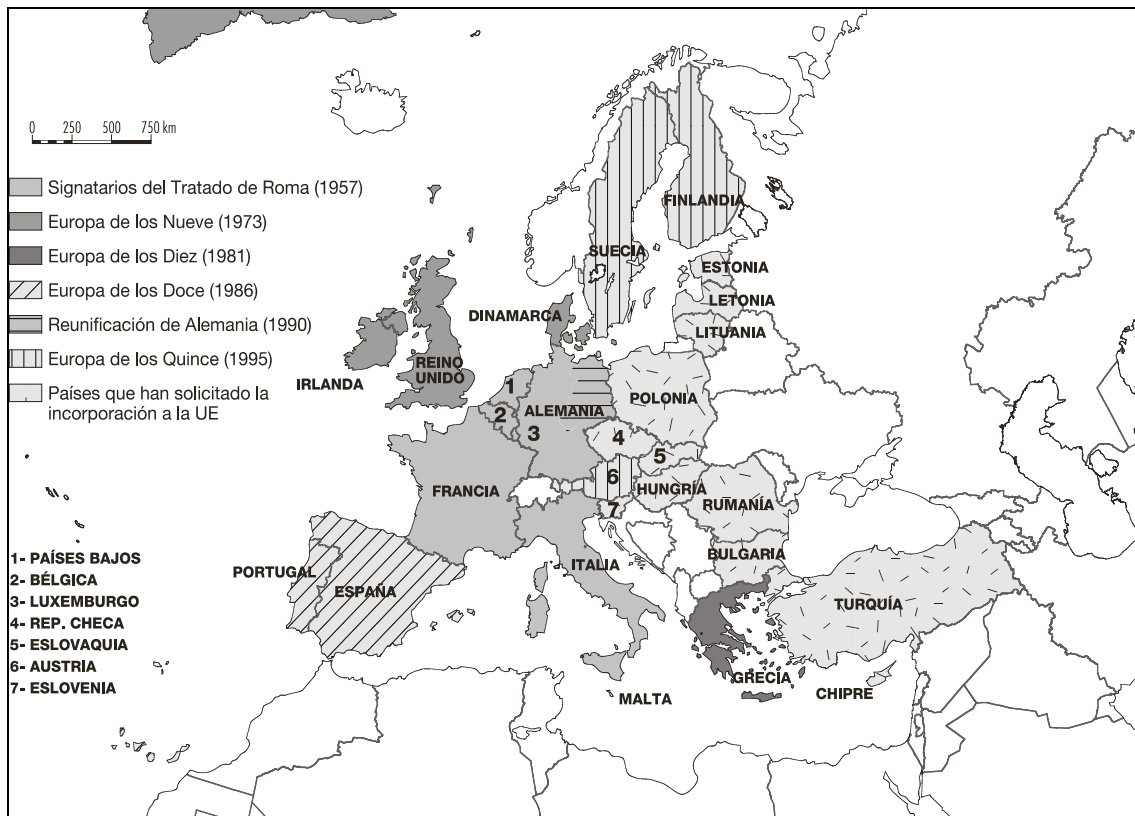 0 250 500 750 km
Signatarios del Tratado de Roma (1957)
Europa de los Nueve (1973)
Europa de los Diez (1981)
Europa de los Doce (1986)
Reunificación de Alemania (1990)
Europa de los Quince (1995)
Países que han solicitado la
incorporación a la UE
1- PAÍSES BAJOS
2- BÉLGICA
3- LUXEMBURGO
4- REP. CHECA
5- ESLOVAQUIA
6- AUSTRIA
7- ESLOVENIA
FINLANDIA
SUECIA
ESTONIA
LETONIA
LITUANIA
DINAMARCA
REINO
UNIDO
IRLANDA
1
2
3
ALEMANIA
POLONIA
4
5
6
7
HUNGRÍA
RUMANÍA
FRANCIA
BULGARIA
ITALIA
PORTUGAL
ESPAÑA
TURQUÍA
GRECIA
CHIPRE
MALTA